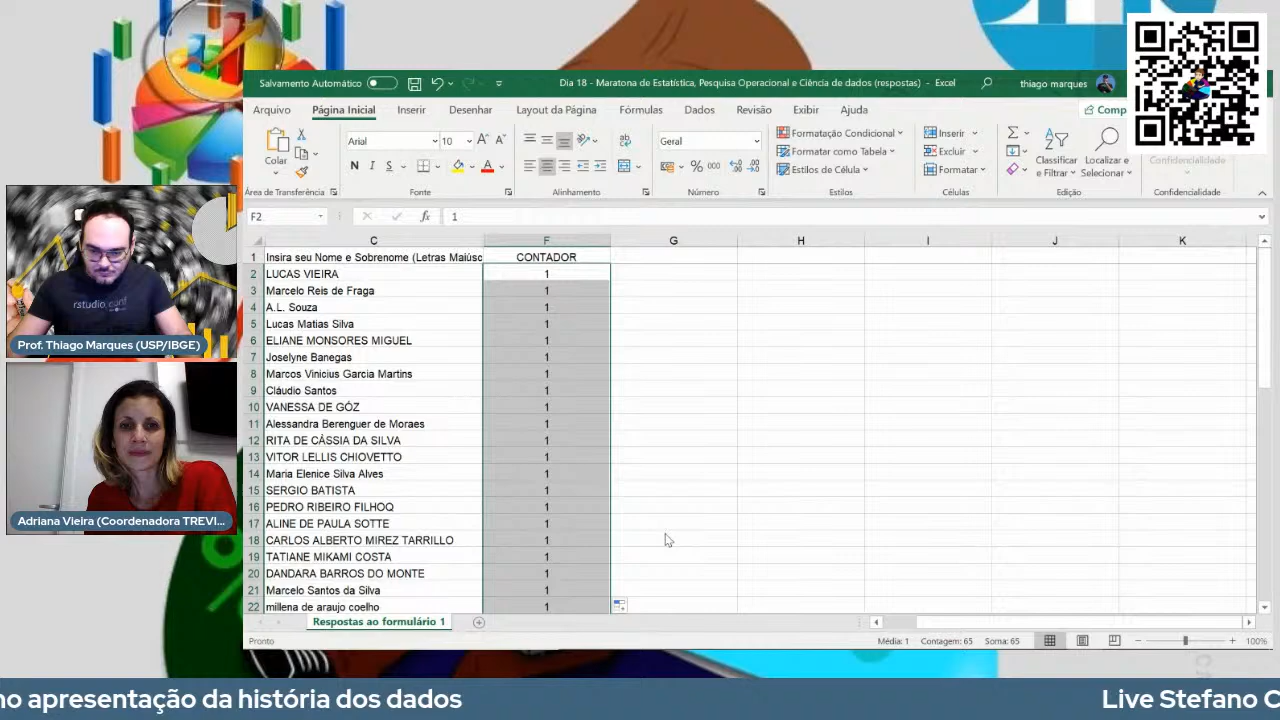 Salvamento Automático
Dia 18 - Maratona de Estatística, Pesquisa Operacional e Ciência de dados (respostas) - Excel
thiago marques
Arquivo Página Inicial Inserir Desenhar Layout da Página Fórmulas Dados Revisão Exibir Ajuda Comp
Colar
Arial 10
N I S
Geral
% 000
Formatação Condicional
Formatar como Tabela
Estilos de Célula
Inserir
Excluir
Formatar
Classificar e Filtrar
Localizar e Selecionar
Confidencialidade
Área de Transferência Fonte Alinhamento Número Estilos Células Edição Confidencialidade
F2 fx 1
C F G H I J K
1 Insira seu Nome e Sobrenome (Letras Maiúsc CONTADOR
2 LUCAS VIEIRA 1
3 Marcelo Reis de Fraga 1
4 A.L. Souza 1
5 Lucas Matias Silva 1
6 ELIANE MONSORES MIGUEL 1
7 Joselyne Banegas 1
8 Marcos Vinicius Garcia Martins 1
9 Cláudio Santos 1
10 VANESSA DE GÓZ 1
11 Alessandra Berenguer de Moraes 1
12 RITA DE CÁSSIA DA SILVA 1
13 VITOR LELLIS CHIOVETTO 1
14 Maria Elenice Silva Alves 1
15 SERGIO BATISTA 1
16 PEDRO RIBEIRO FILHOQ 1
17 ALINE DE PAULA SOTTE 1
18 CARLOS ALBERTO MIREZ TARRILLO 1
19 TATIANE MIKAMI COSTA 1
20 DANDARA BARROS DO MONTE 1
21 Marcelo Santos da Silva 1
22 millena de araujo coelho 1
Respostas ao formulário 1
Pronto
Média: 1 Contagem: 65 Soma: 65
100%
rstudio::conf
Prof. Thiago Marques (USP/IBGE)
Adriana Vieira (Coordenadora TREVI...
no apresentação da história dos dados
Live Stefano C